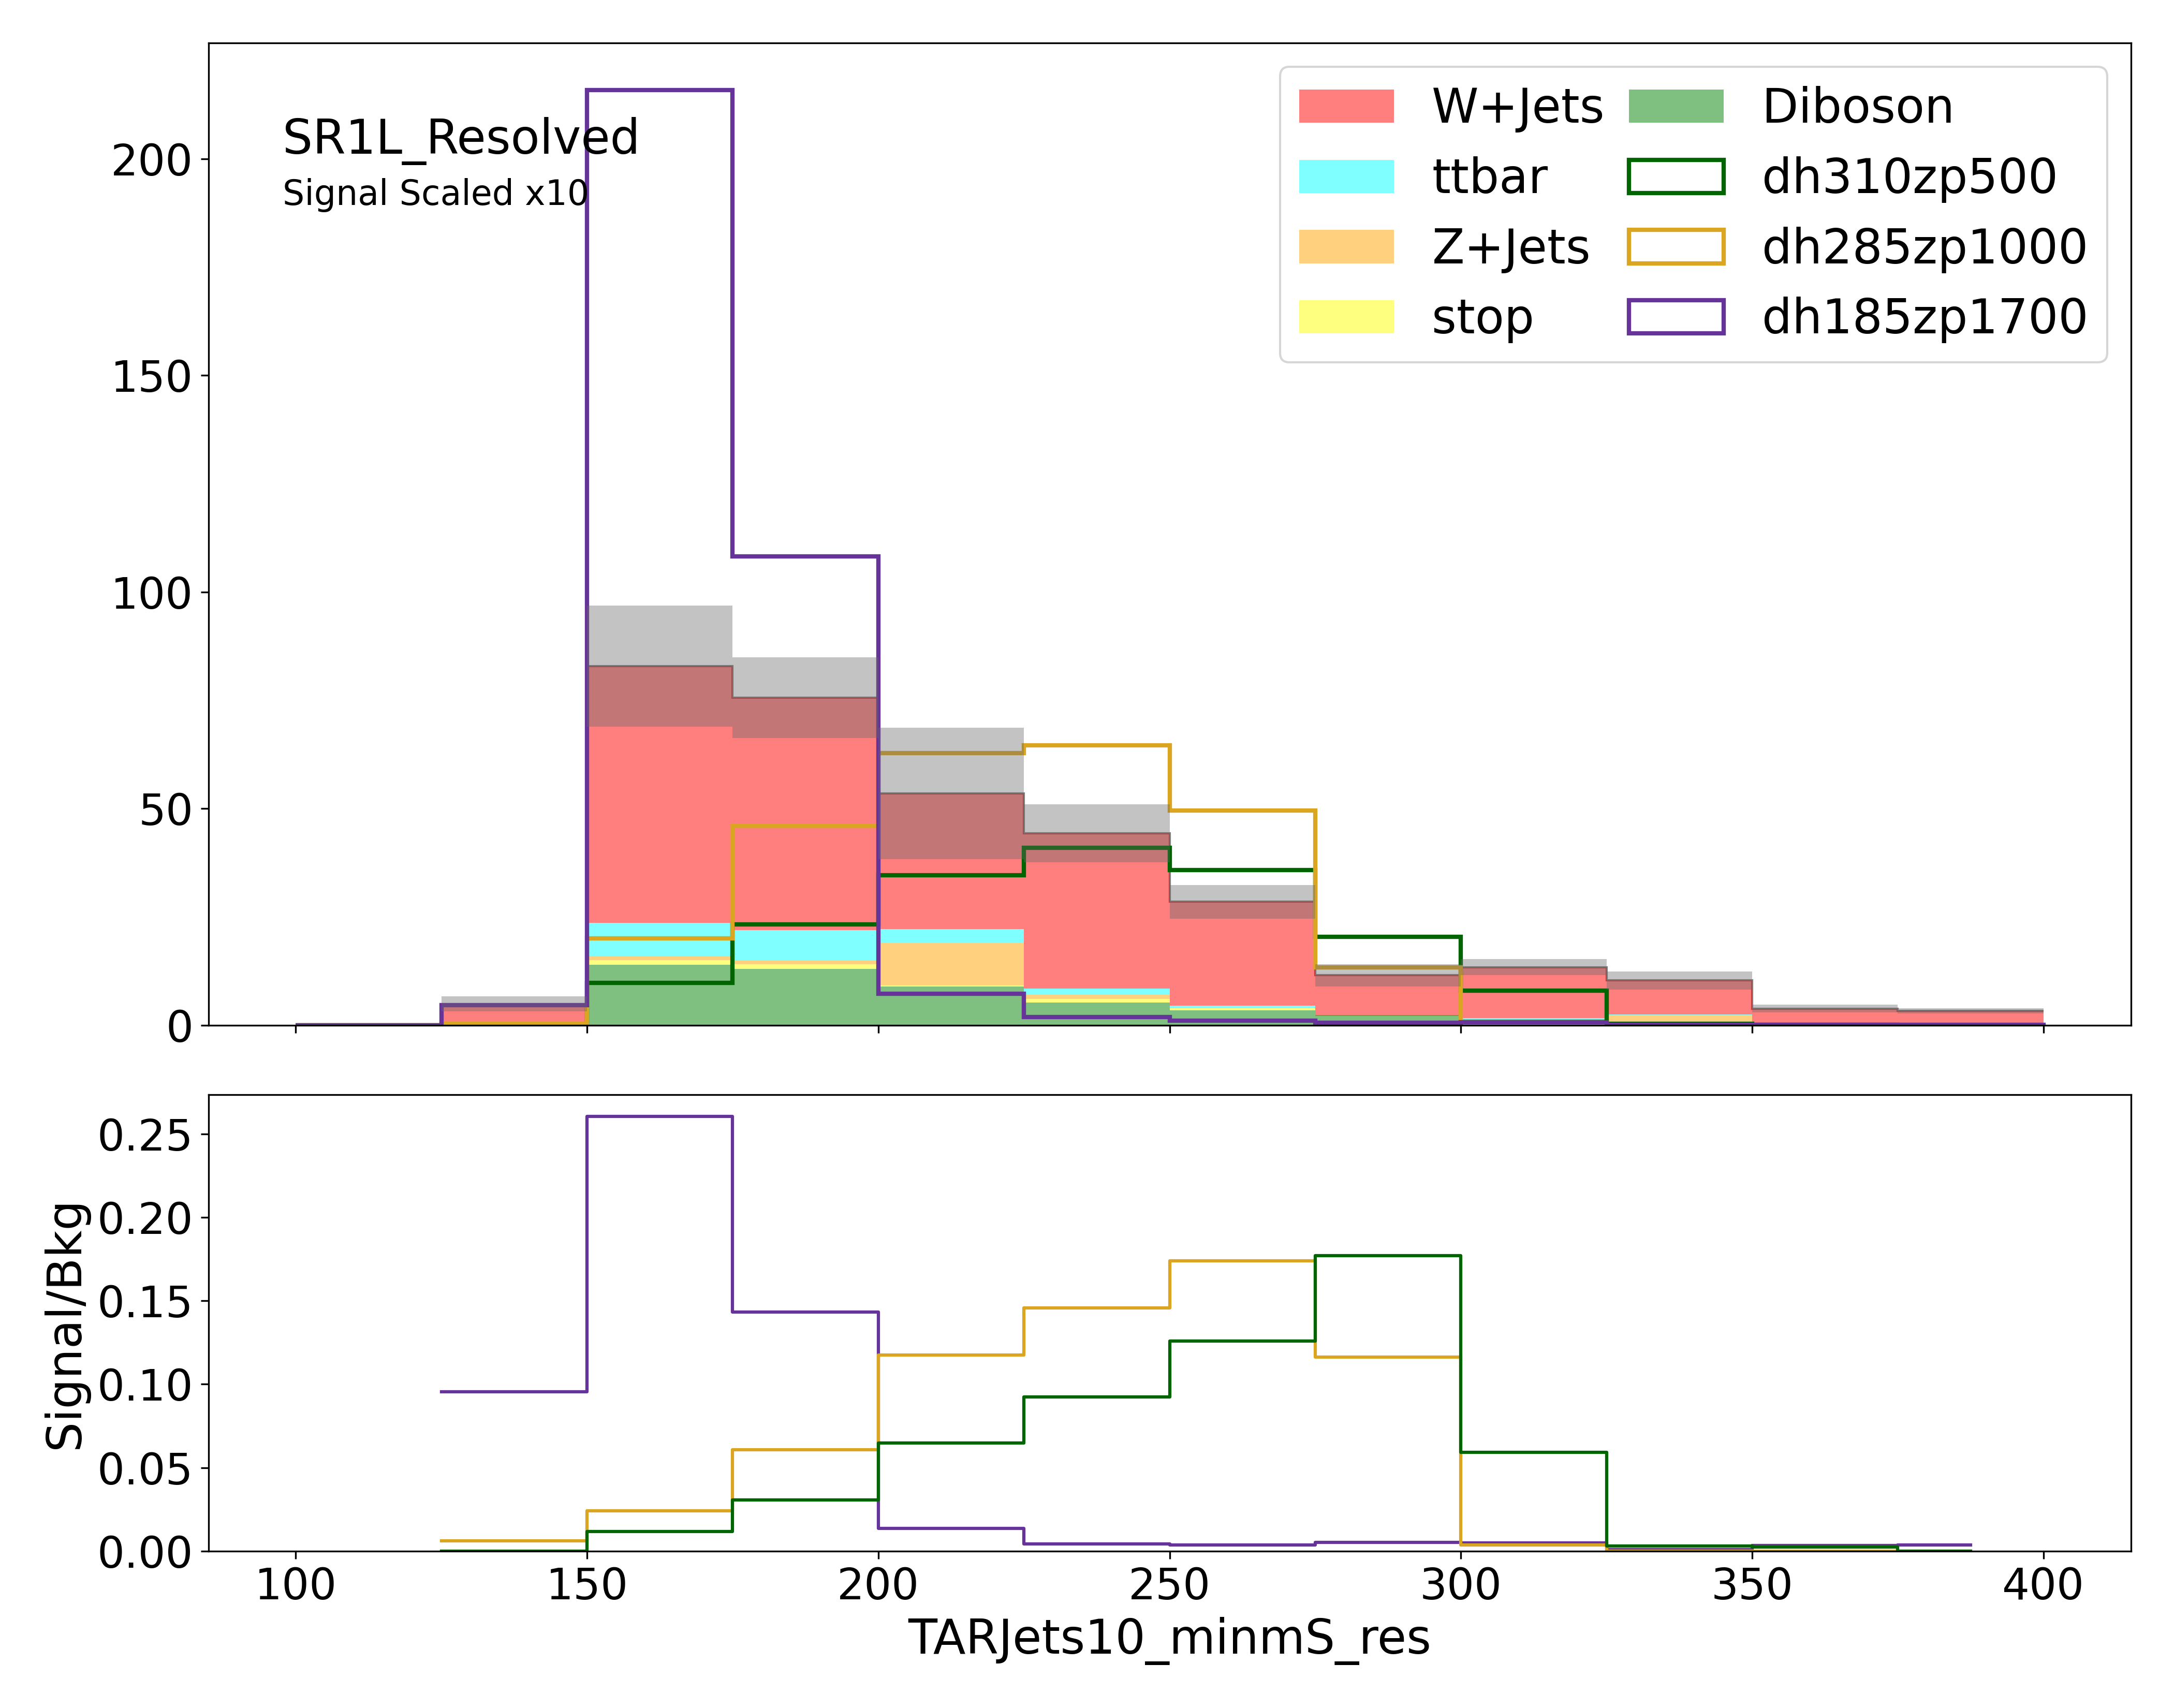 SR1L_Resolved
Signal Scaled x10
W+Jets
ttbar
Z+Jets
stop
Diboson
dh310zp500
dh285zp1000
dh185zp1700
200
150
100
50
0
Signal/Bkg
0.25
0.20
0.15
0.10
0.05
0.00
100 150 200 250 300 350 400
TARJets10_minmS_res